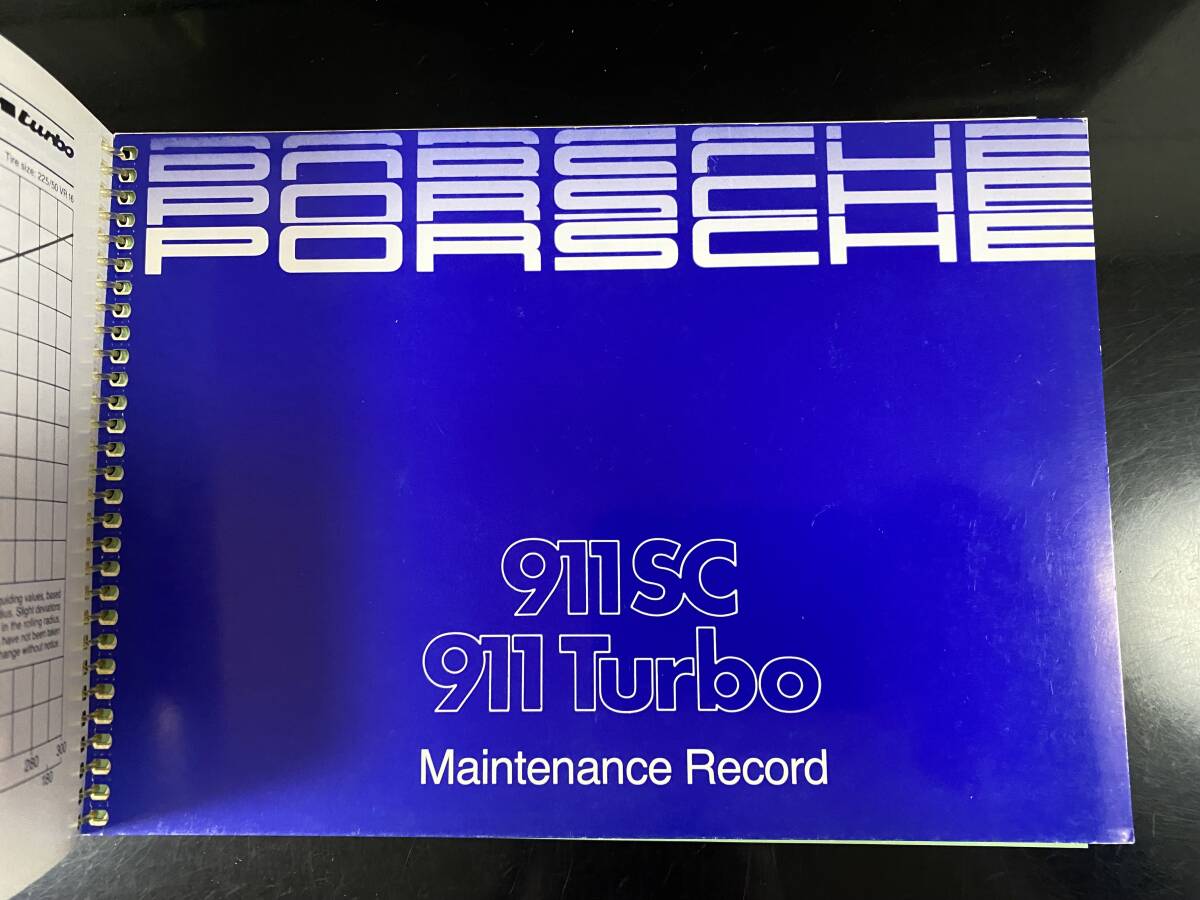 turbo
Tire size: 225/50 VR 16
guiding values, based
Slight deviations
in the rolling radius.
have not been taken
change without notice.
300
280
180
PORSCHE
PORSCHE
PORSCHE
911 SC
911 Turbo
Maintenance Record